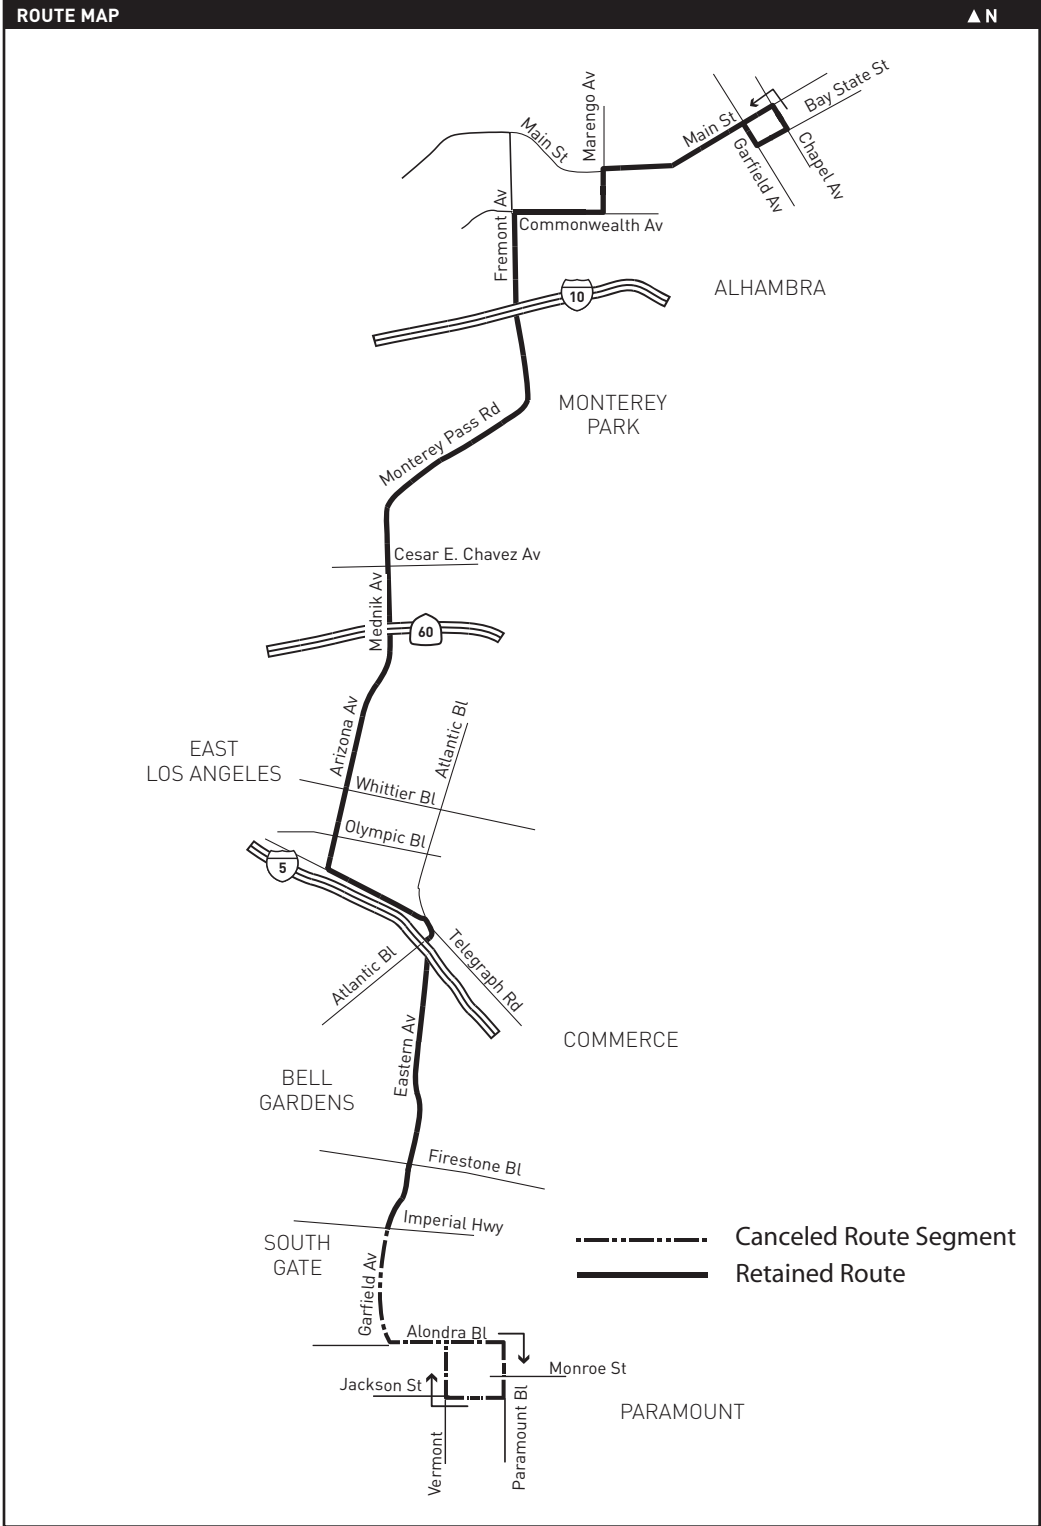 ROUTE MAP
N
Bay State St
Marengo Av
Main St
Main St
Chapel Av
Garfield Av
Fremont Av
Commonwealth Av
ALHAMBRA
10
MONTEREY
PARK
Monterey Pass Rd
Cesar E. Chavez Av
Mednik Av
60
Arizona Av
Atlantic Bl
EAST
LOS ANGELES
Whittier Bl
Olympic Bl
5
Telegraph Rd
Atlantic Bl
COMMERCE
Eastern Av
BELL
GARDENS
Firestone Bl
Imperial Hwy
SOUTH
GATE
Canceled Route Segment
Retained Route
Garfield Av
Alondra Bl
Monroe St
Jackson St
Paramount Bl
PARAMOUNT
Vermont